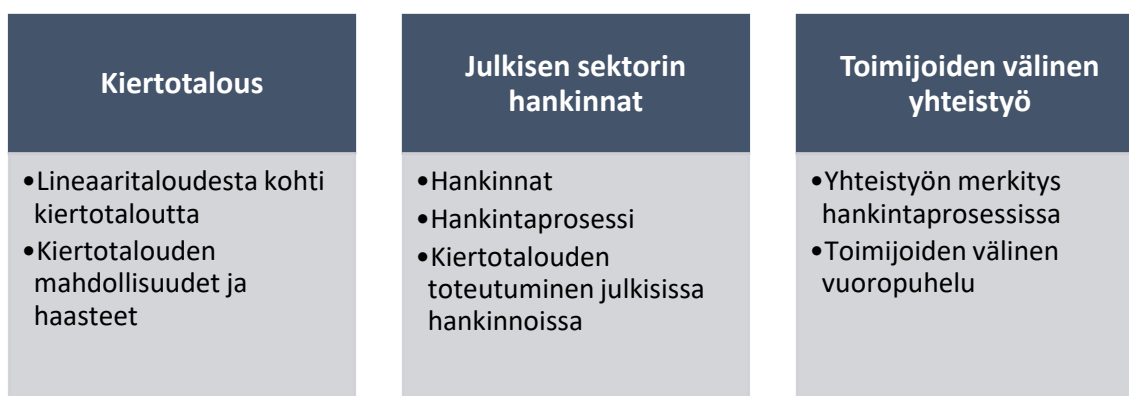 Kiertotalous
•Lineaaritaloudesta kohti
kiertotaloutta
•Kiertotalouden
mahdollisuudet ja
haasteet
Julkisen sektorin
hankinnat
•Hankinnat
•Hankintaprosessi
•Kiertotalouden
toteutuminen julkisissa
hankinnoissa
Toimijoiden välinen
yhteistyö
•Yhteistyön merkitys
hankintaprosessissa
•Toimijoiden välinen
vuoropuhelu